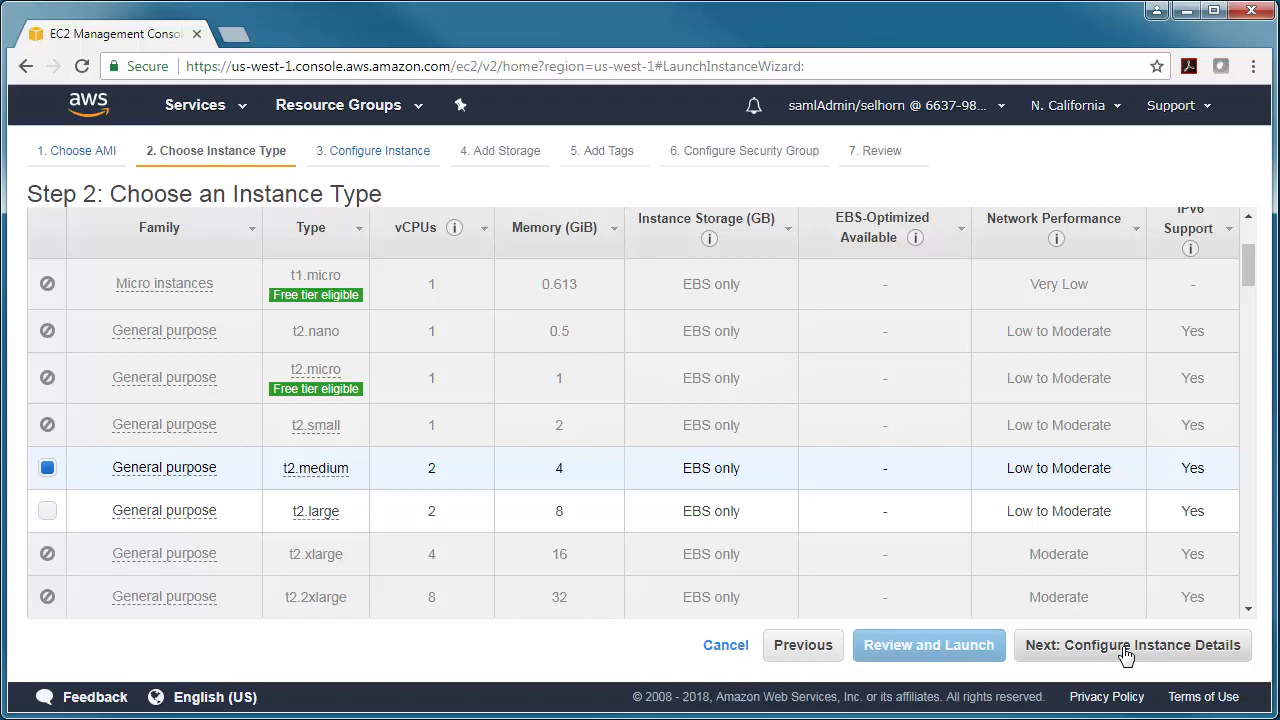 EC2 Management Conso
Secure
https://us-west-1.console.aws.amazon.com/ec2/v2/home?region=us-west-1#LaunchInstanceWizard:
aws Services Resource Groups samlAdmin/selhorn @ 6637-98... N. California Support
1. Choose AMI 2. Choose Instance Type 3. Configure Instance 4. Add Storage 5. Add Tags 6. Configure Security Group 7. Review
Step 2: Choose an Instance Type
Family Type vCPUs Memory (GiB) Instance Storage (GB) EBS-Optimized Available Network Performance IPv6 Support
Micro instances t1.micro Free tier eligible 1 0.613 EBS only - Very Low -
General purpose t2.nano 1 0.5 EBS only - Low to Moderate Yes
General purpose t2.micro Free tier eligible 1 1 EBS only - Low to Moderate Yes
General purpose t2.small 1 2 EBS only - Low to Moderate Yes
General purpose t2.medium 2 4 EBS only - Low to Moderate Yes
General purpose t2.large 2 8 EBS only - Low to Moderate Yes
General purpose t2.xlarge 4 16 EBS only - Moderate Yes
General purpose t2.2xlarge 8 32 EBS only - Moderate Yes
Cancel Previous Review and Launch Next: Configure Instance Details
Feedback English (US) © 2008 - 2018, Amazon Web Services, Inc. or its affiliates. All rights reserved. Privacy Policy Terms of Use